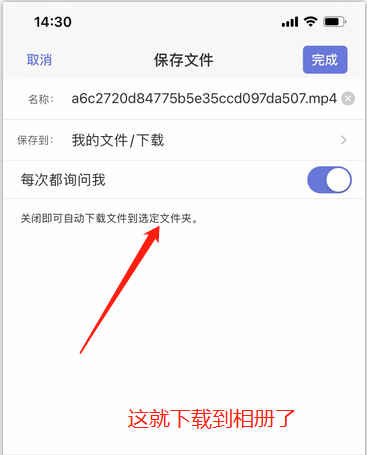 14:30
取消 保存文件 完成
名称： a6c2720d84775b5e35ccd097da507.mp4
保存到： 我的文件/下载
每次都询问我
关闭即可自动下载文件到选定文件夹。
这就下载到相册了